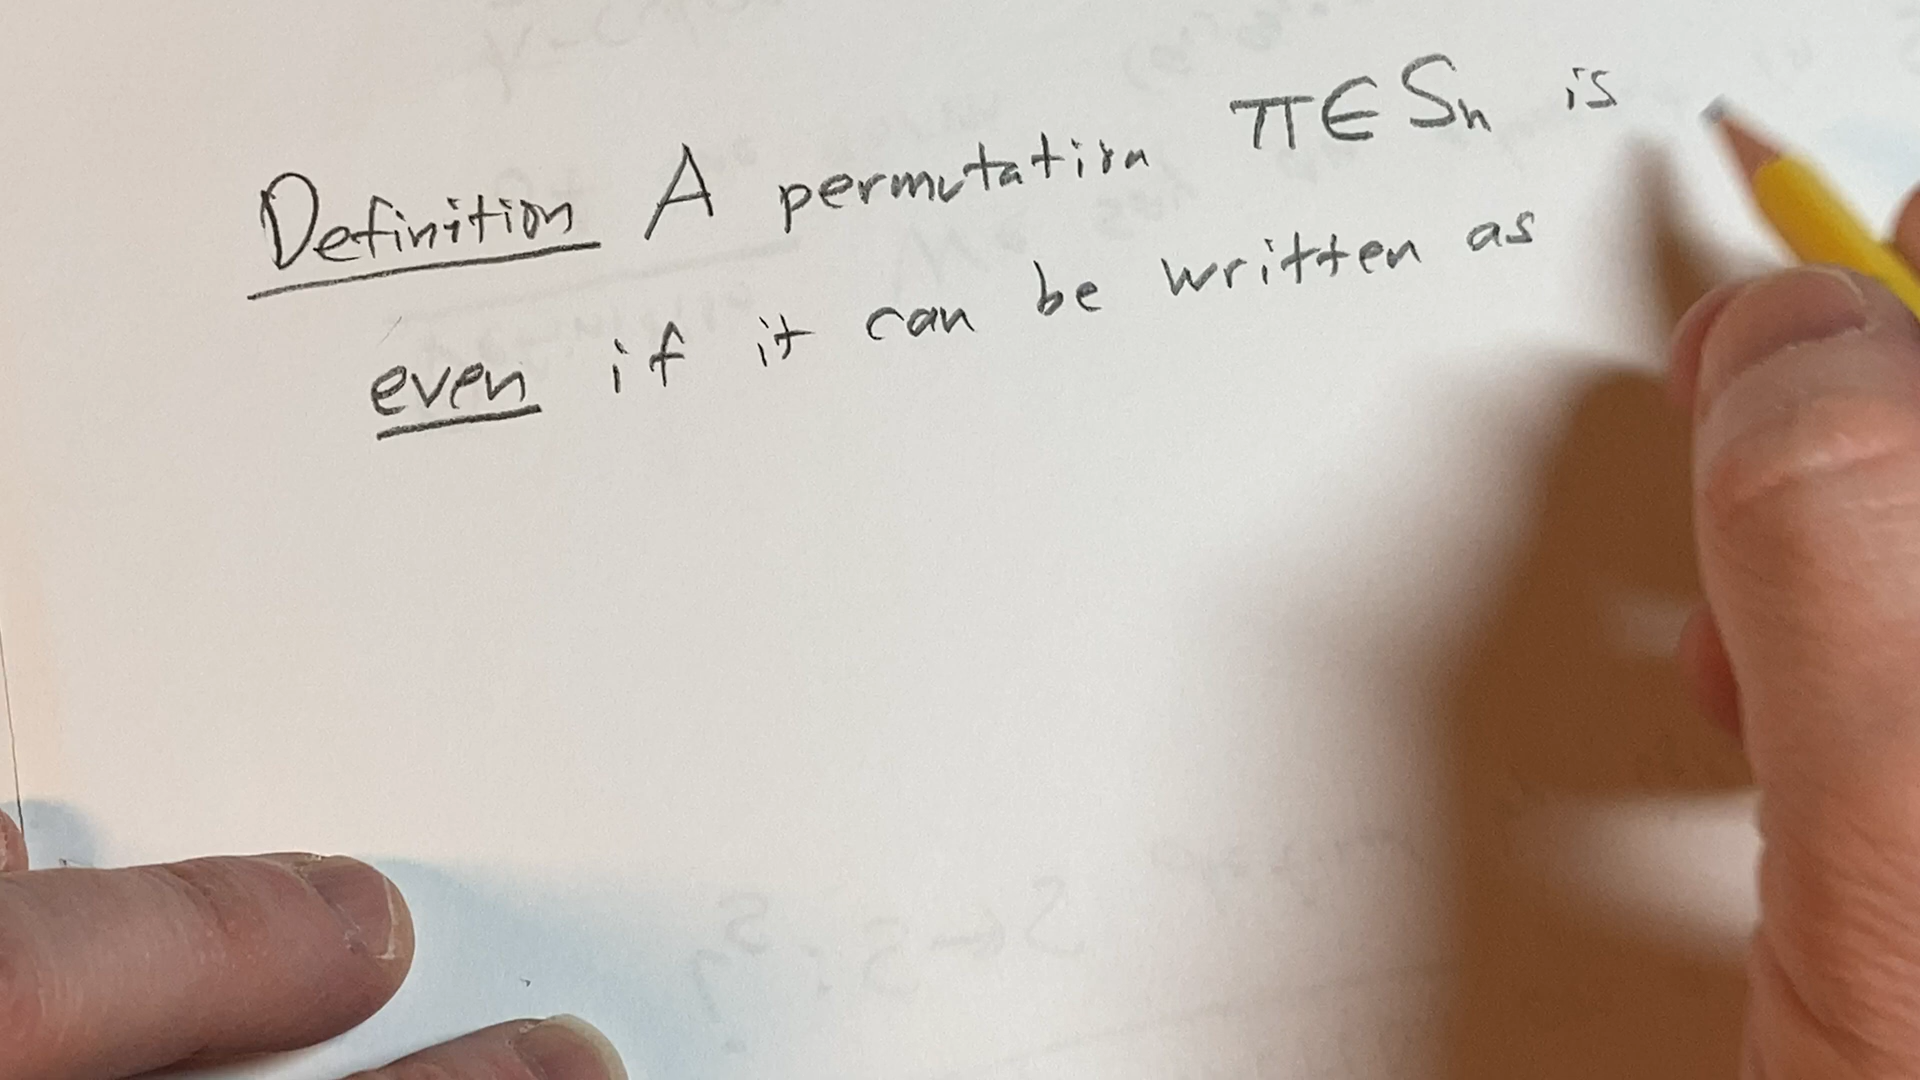 Definition A permutation π∈Sn is
even if it can be written as